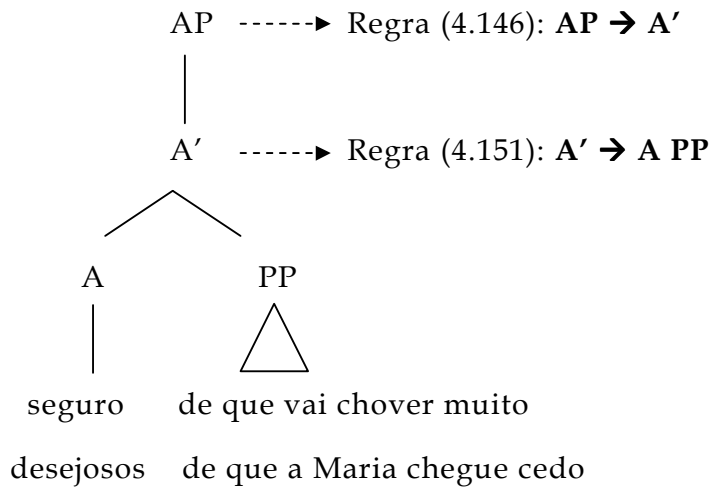 AP Regra (4.146): AP → A’
A’ Regra (4.151): A’ → A PP
A PP
seguro de que vai chover muito
desejosos de que a Maria chegue cedo